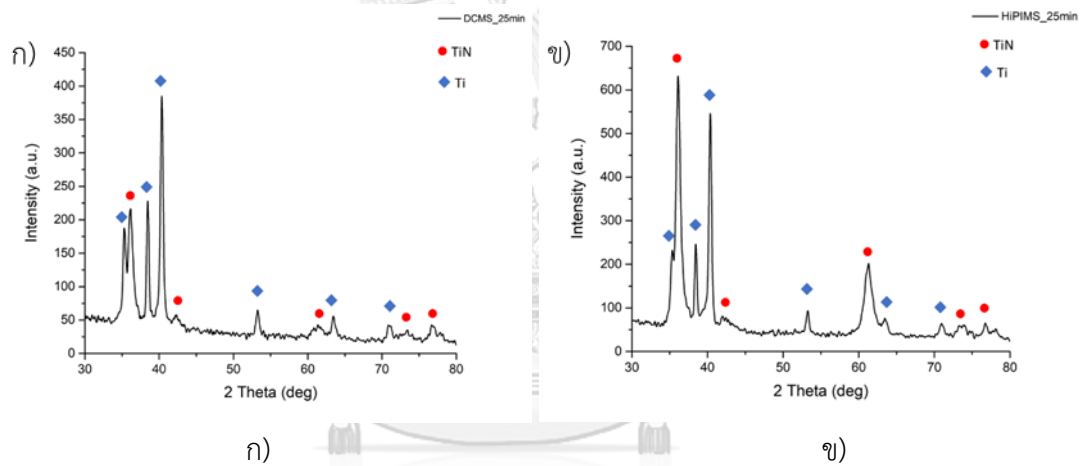 ก)
DCMS_25min
TiN
Ti
450
400
350
300
250
200
150
100
50
0
Intensity (a.u.)
30
40
50
60
70
80
2 Theta (deg)
ข)
HiPIMS_25min
TiN
Ti
700
600
500
400
300
200
100
0
Intensity (a.u.)
30
40
50
60
70
80
2 Theta (deg)
ก)
ข)